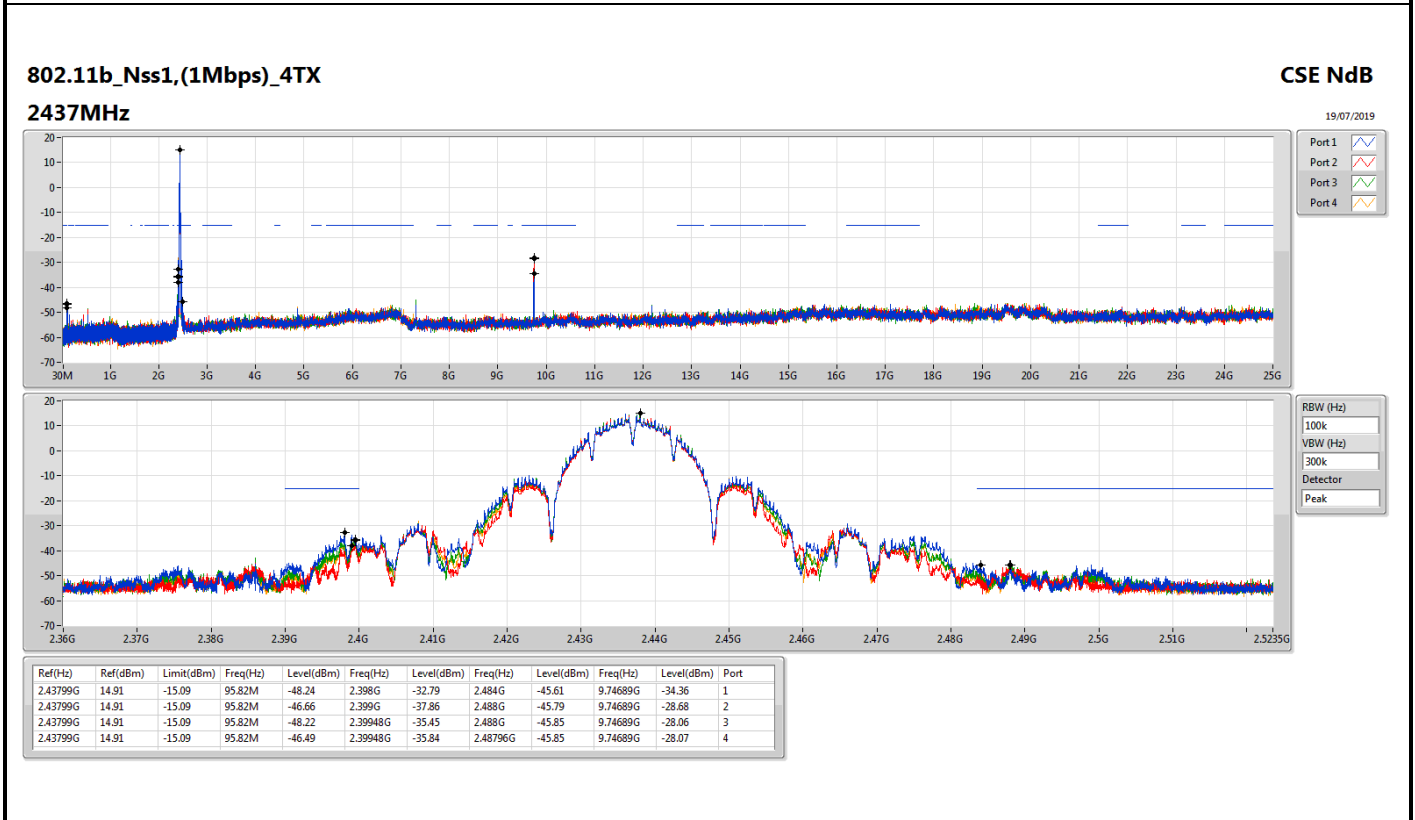 802.11b_Nss1,(1Mbps)_4TX
CSE NdB
2437MHz
19/07/2019
20
10
0
-10
-20
-30
-40
-50
-60
-70
30M 1G 2G 3G 4G 5G 6G 7G 8G 9G 10G 11G 12G 13G 14G 15G 16G 17G 18G 19G 20G 21G 22G 23G 24G 25G
Port 1
Port 2
Port 3
Port 4
20
10
0
-10
-20
-30
-40
-50
-60
-70
2.36G 2.37G 2.38G 2.39G 2.4G 2.41G 2.42G 2.43G 2.44G 2.45G 2.46G 2.47G 2.48G 2.49G 2.5G 2.51G 2.5235G
RBW (Hz)
100k
VBW (Hz)
300k
Detector
Peak
Ref(Hz) Ref(dBm) Limit(dBm) Freq(Hz) Level(dBm) Freq(Hz) Level(dBm) Freq(Hz) Level(dBm) Freq(Hz) Level(dBm) Port
2.43799G 14.91 -15.09 95.82M -48.24 2.398G -32.79 2.484G -45.61 9.74689G -34.36 1
2.43799G 14.91 -15.09 95.82M -46.66 2.399G -37.86 2.488G -45.79 9.74689G -28.68 2
2.43799G 14.91 -15.09 95.82M -48.22 2.39948G -35.45 2.488G -45.85 9.74689G -28.06 3
2.43799G 14.91 -15.09 95.82M -46.49 2.39948G -35.84 2.48796G -45.85 9.74689G -28.07 4